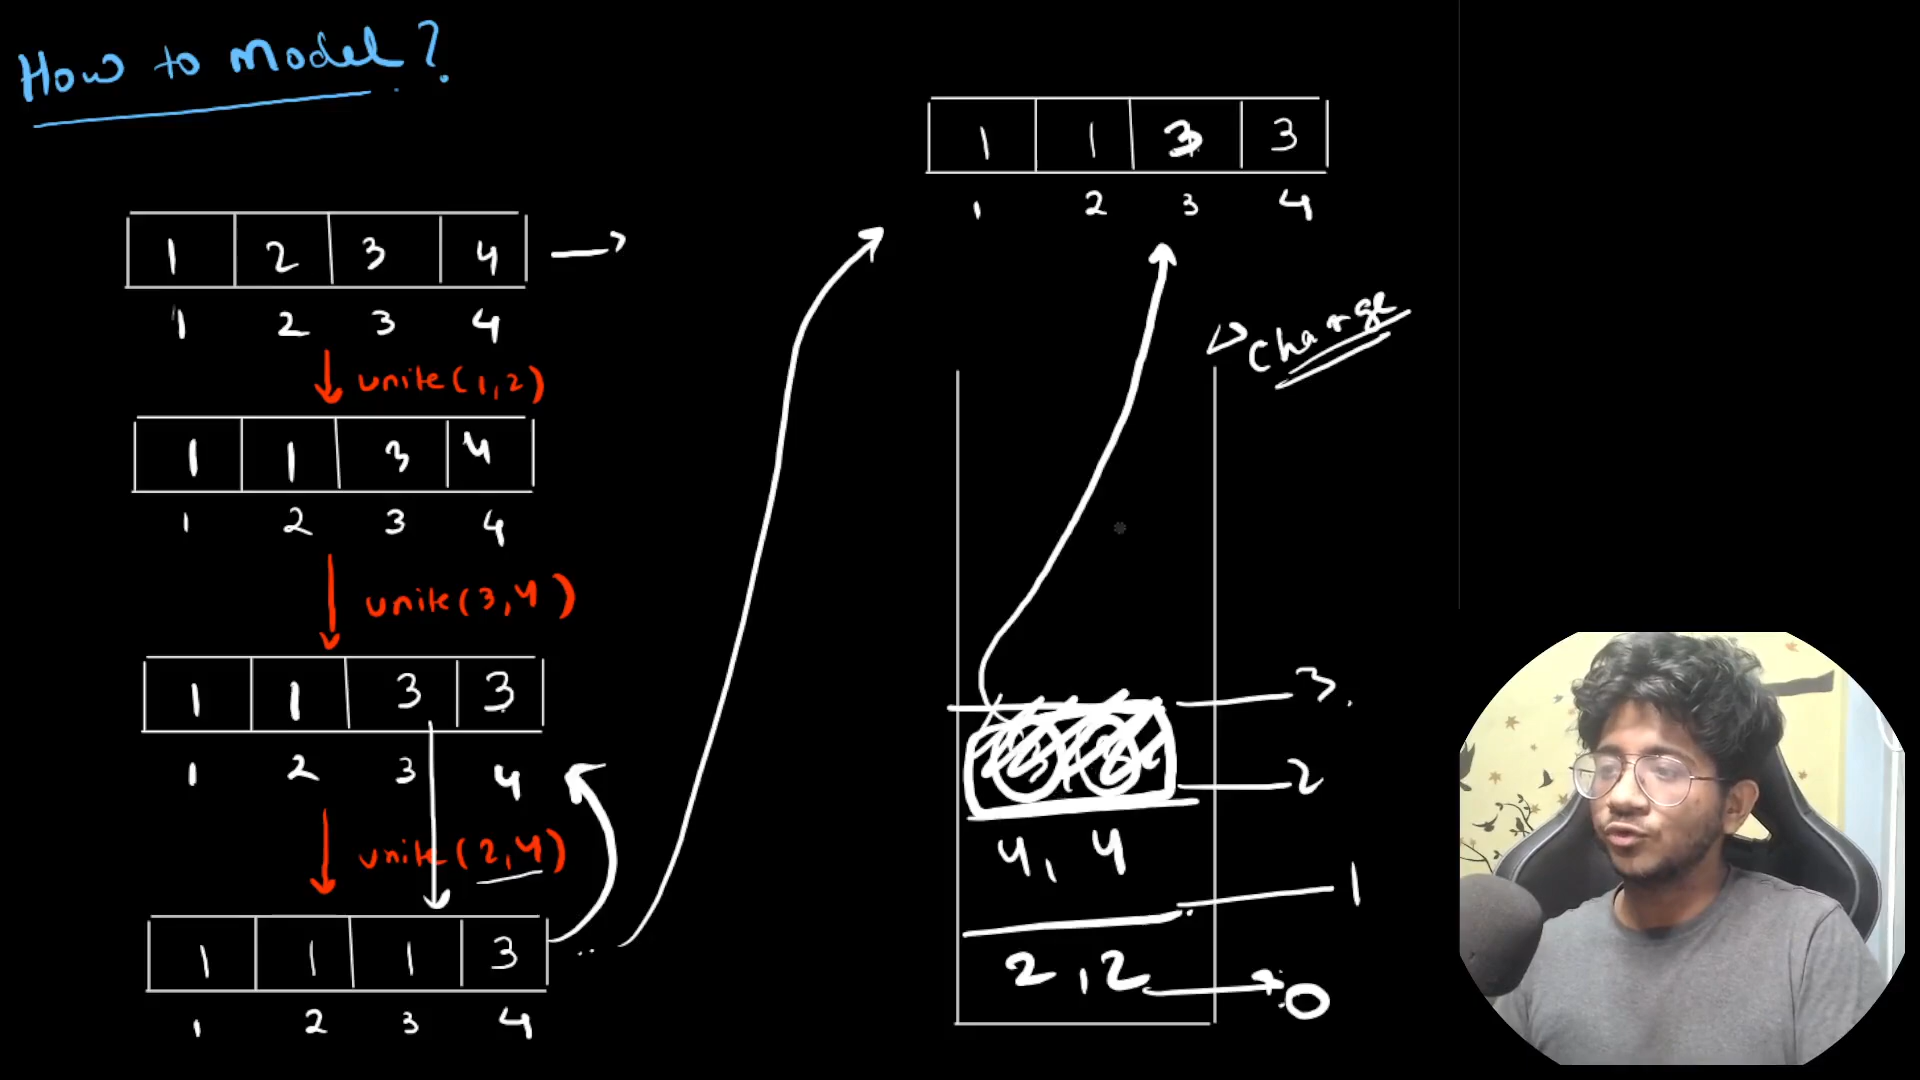 How to Model?
1 2 3 4
1 2 3 4
unite(1,2)
1 1 3 4
1 2 3 4
unite(3,4)
1 1 3 3
1 2 3 4
unite(2,4)
1 1 1 3
1 2 3 4
1 1 3 3
1 2 3 4
Change
3
2
4, 4
1
2, 2
0